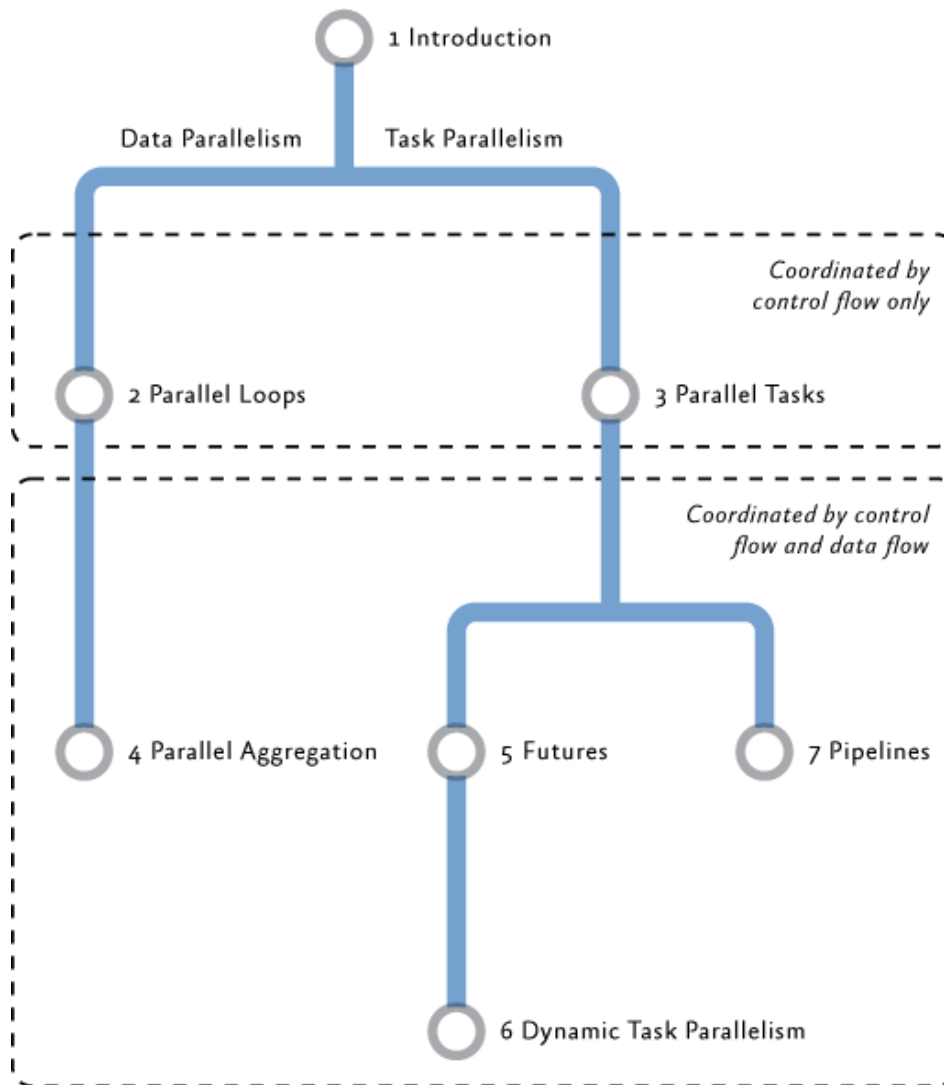 1 Introduction
Data Parallelism
Task Parallelism
Coordinated by
control flow only
2 Parallel Loops
3 Parallel Tasks
Coordinated by control
flow and data flow
4 Parallel Aggregation
5 Futures
7 Pipelines
6 Dynamic Task Parallelism